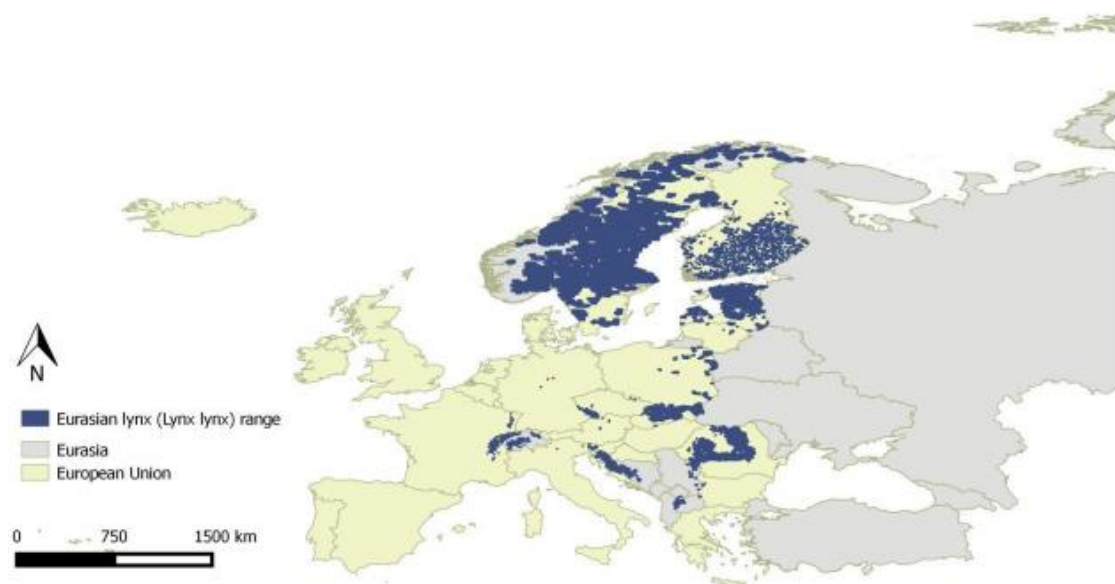 N
Eurasian lynx (Lynx lynx) range
Eurasia
European Union
0 750 1500 km